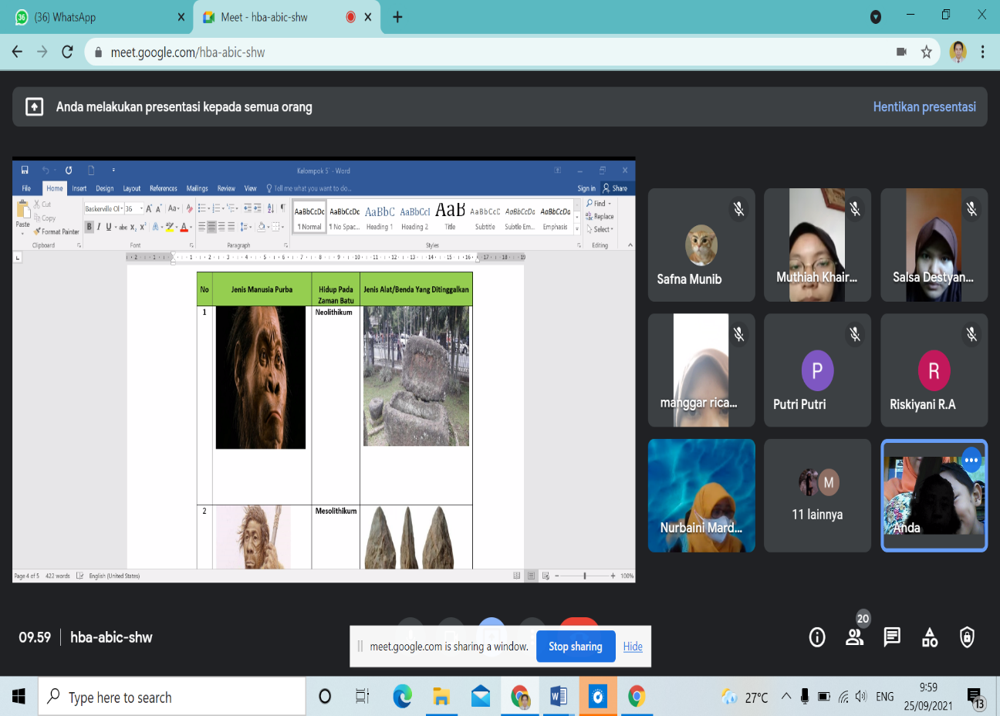 (36) WhatsApp
Meet - hba-abic-shw
meet.google.com/hba-abic-shw
Anda melakukan presentasi kepada semua orang
Hentikan presentasi
Kelompok 5` - Word
File Home Insert Design Layout References Mailings Review View Tell me what you want to do...
Sign in Share
Paste
Cut
Copy
Format Painter
Clipboard
Baskerville Ol 36
Font
Paragraph
AaBbCcDc AaBbCcDc AaBbC AaBbCcI AaB AaBbCcC AaBbCcDc AaBbCcDa
¶ Normal ¶ No Spac... Heading 1 Heading 2 Title Subtitle Subtle Em... Emphasis
Styles
Find
Replace
Select
Editing
No Jenis Manusia Purba Hidup Pada Zaman Batu Jenis Alat/Benda Yang Ditinggalkan
1 Neolithikum
2 Mesolithikum
Page 4 of 5 422 words English (United States)
100%
Safna Munib
Muthiah Khair...
Salsa Destyan...
manggar rica...
P
Putri Putri
R
Riskiyani R.A
Nurbaini Mard...
M
11 lainnya
Anda
09.59 hba-abic-shw
20
meet.google.com is sharing a window.
Stop sharing
Hide
Type here to search
27°C
ENG
9:59
25/09/2021
13